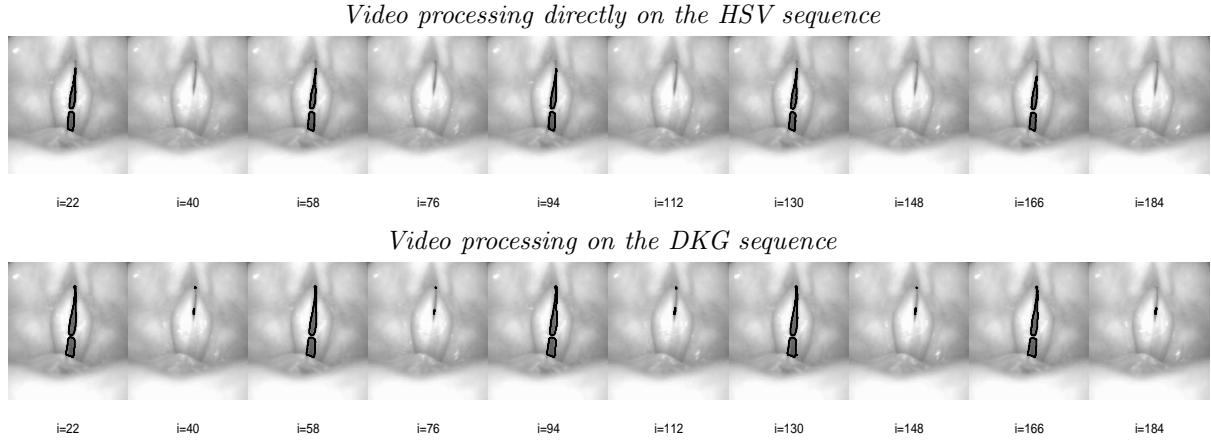 Video processing directly on the HSV sequence
i=22 i=40 i=58 i=76 i=94 i=112 i=130 i=148 i=166 i=184
Video processing on the DKG sequence
i=22 i=40 i=58 i=76 i=94 i=112 i=130 i=148 i=166 i=184